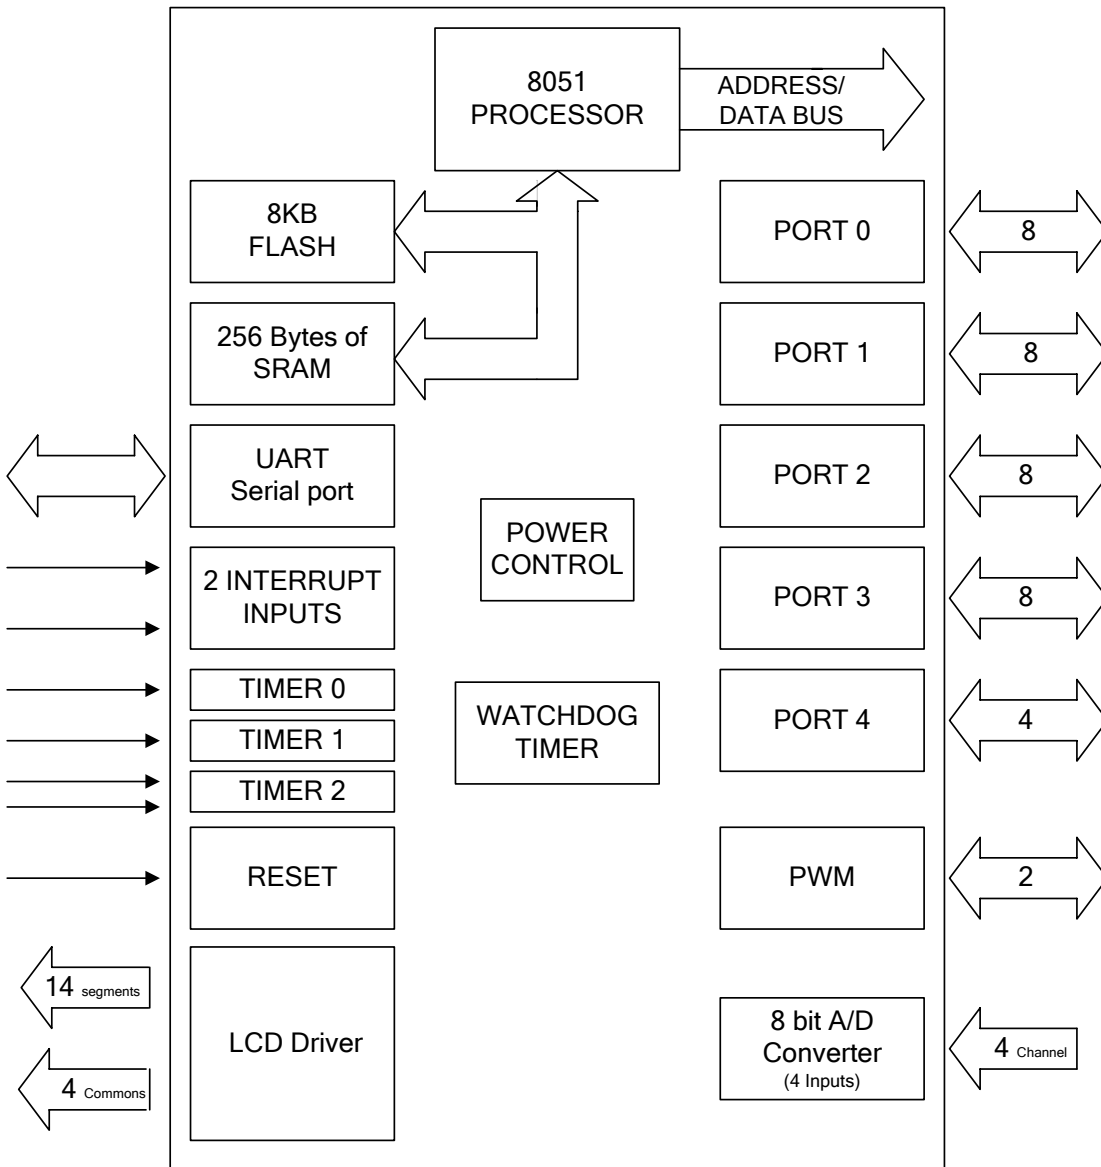 8051
PROCESSOR
ADDRESS/
DATA BUS
8KB
FLASH
PORT 0
8
256 Bytes of
SRAM
PORT 1
8
UART
Serial port
PORT 2
8
POWER
CONTROL
2 INTERRUPT
INPUTS
PORT 3
8
TIMER 0
TIMER 1
TIMER 2
WATCHDOG
TIMER
PORT 4
4
RESET
PWM
2
14 segments
4 Commons
LCD Driver
8 bit A/D
Converter
(4 Inputs)
4 Channel